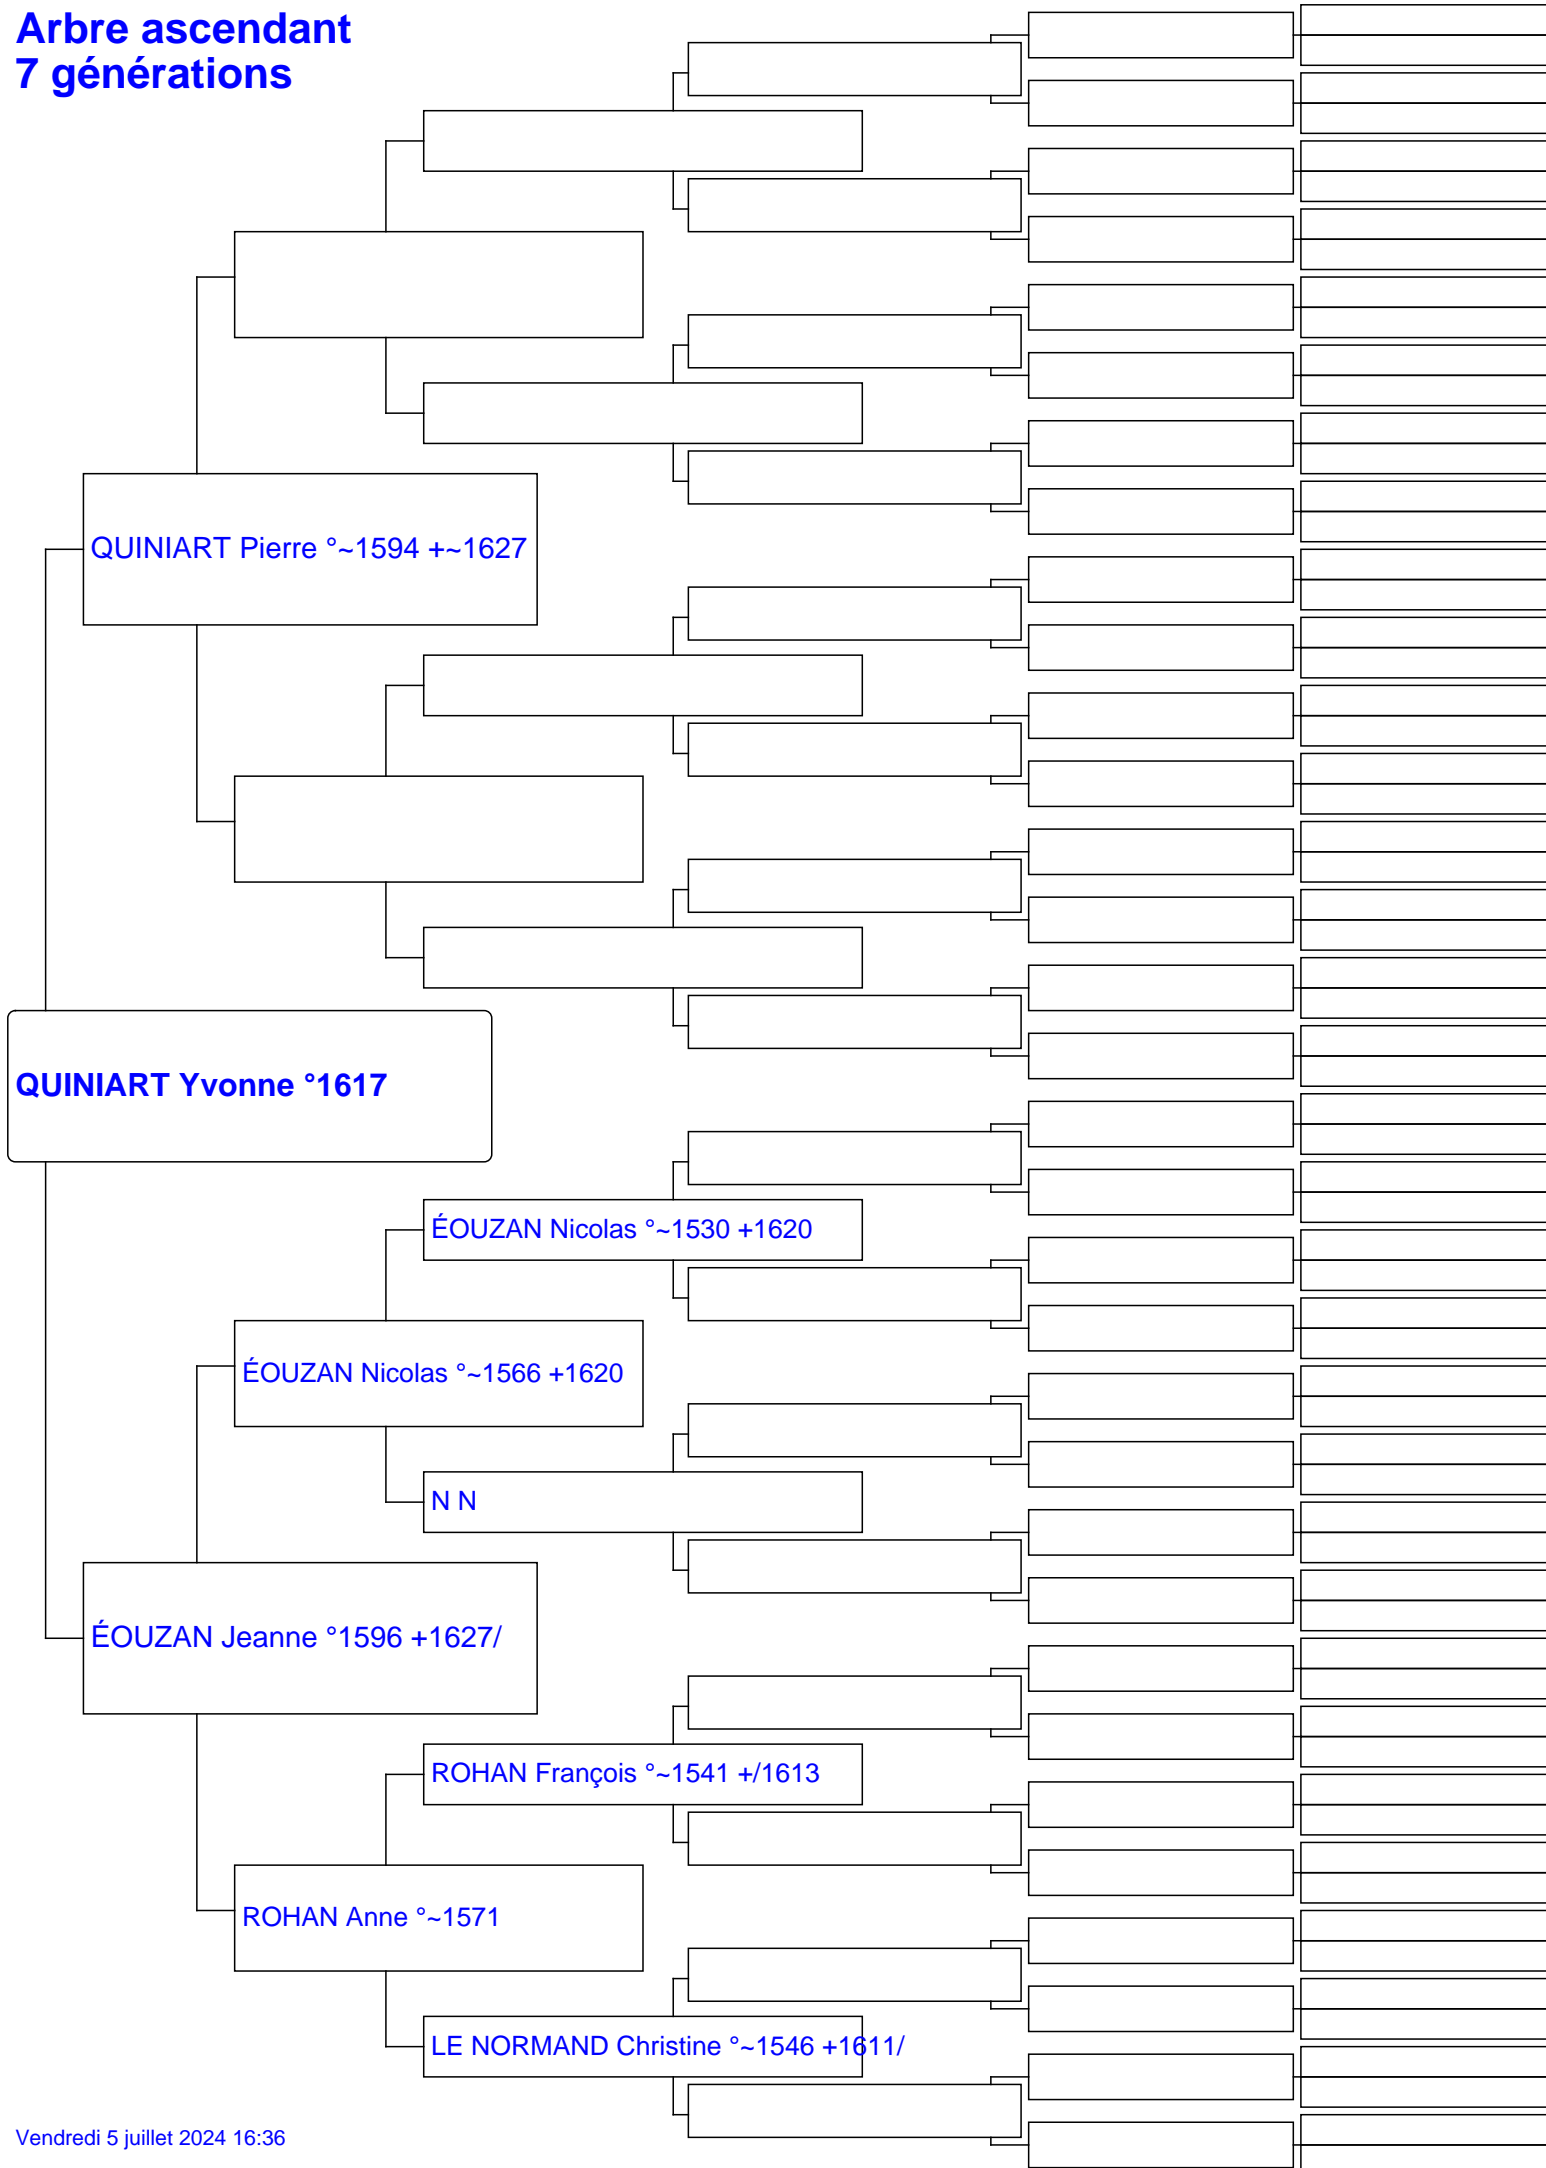 Arbre ascendant
7 générations
QUINIART Pierre °~1594 +~1627
QUINIART Yvonne °1617
ÉOUZAN Nicolas °~1530 +1620
ÉOUZAN Nicolas °~1566 +1620
N N
ÉOUZAN Jeanne °1596 +1627/
ROHAN François °~1541 +/1613
ROHAN Anne °~1571
LE NORMAND Christine °~1546 +1611/
Vendredi 5 juillet 2024 16:36